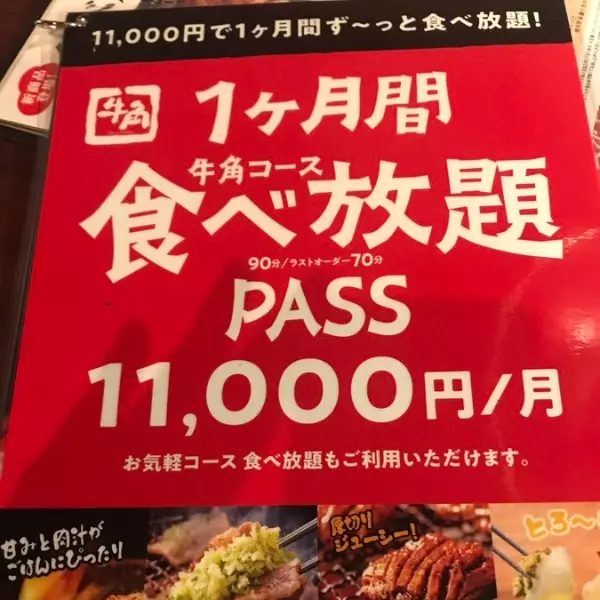 11,000円で1ヶ月間ず〜っと食べ放題!
新商品
牛角
1ヶ月間
牛角コース
食べ放題
90分/ラストオーダー70分
PASS
11,000円/月
お気軽コース 食べ放題もご利用いただけます。
甘みと肉汁が
ごはんにぴったり
厚切り
ジューシー!
とろ〜